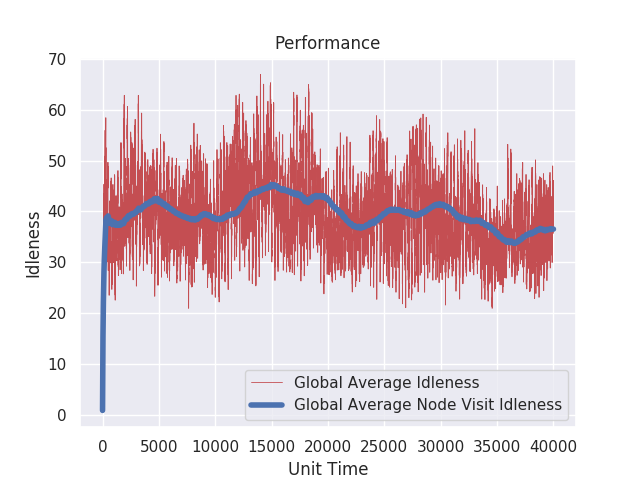 Performance
70
60
50
40
30
20
10
0
Idleness
Global Average Idleness
Global Average Node Visit Idleness
0 5000 10000 15000 20000 25000 30000 35000 40000
Unit Time